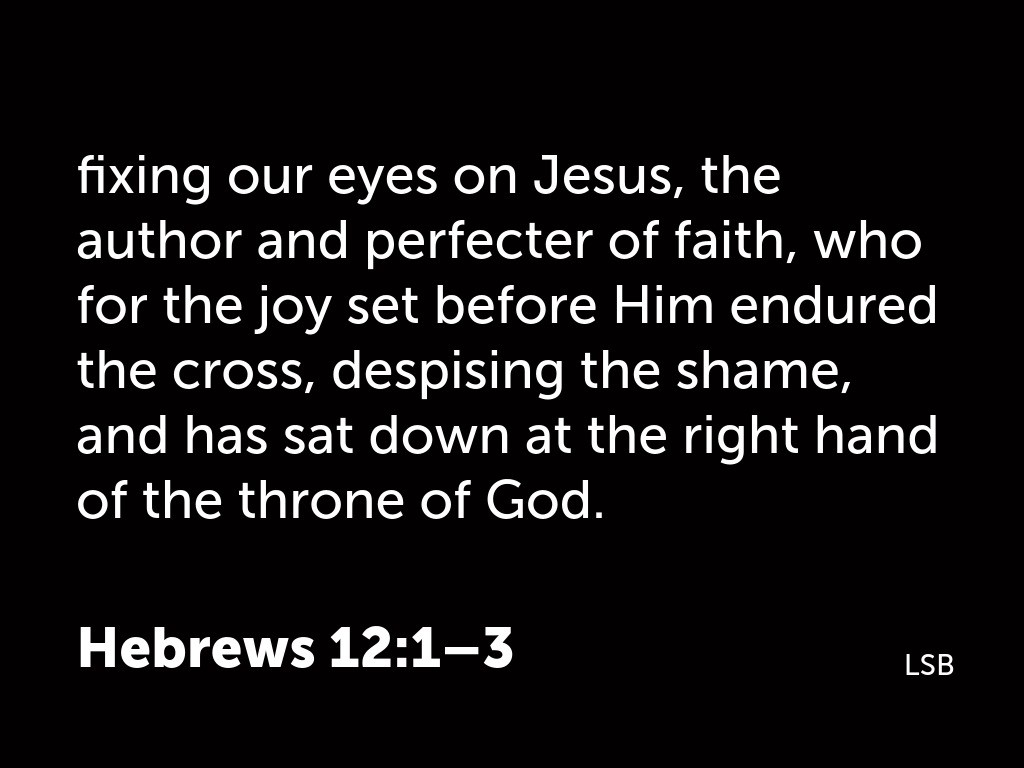 fixing our eyes on Jesus, the
author and perfecter of faith, who
for the joy set before Him endured
the cross, despising the shame,
and has sat down at the right hand
of the throne of God.
Hebrews 12:1–3
LSB